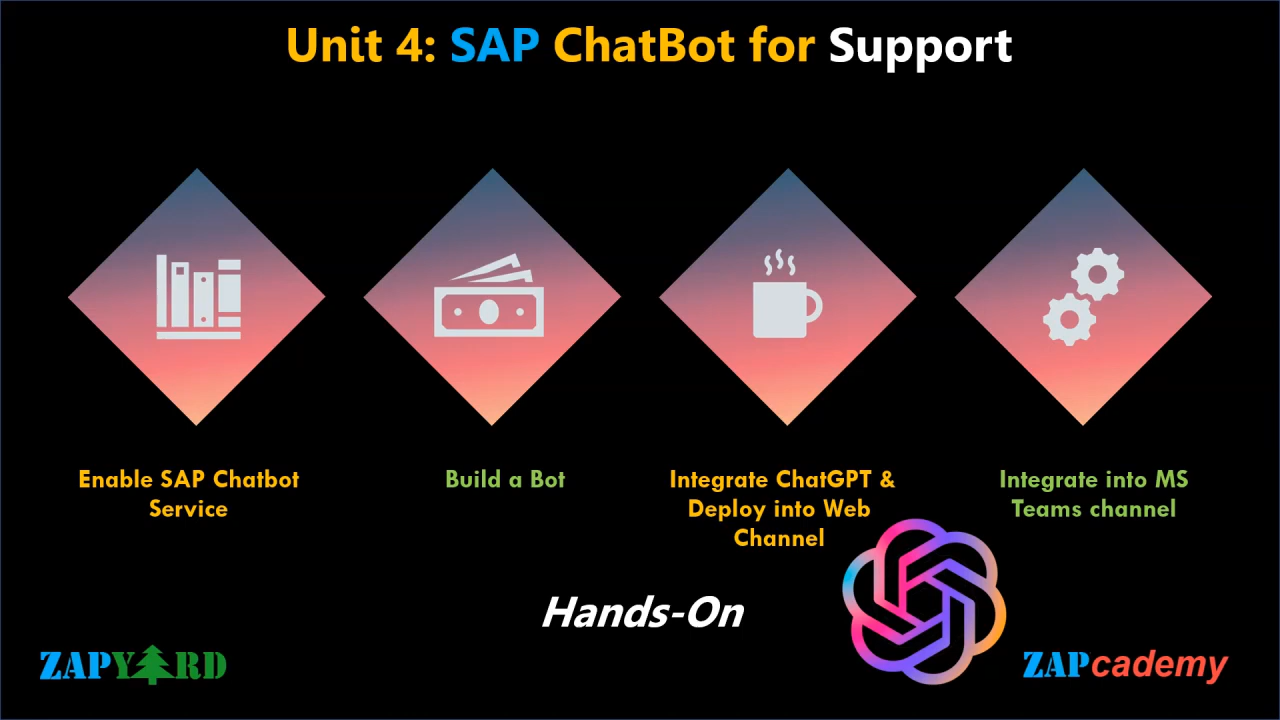 Unit 4: SAP ChatBot for Support
Enable SAP Chatbot
Service
Build a Bot
Integrate ChatGPT &
Deploy into Web
Channel
Integrate into MS
Teams channel
Hands-On
ZAPYARD
ZAPcademy